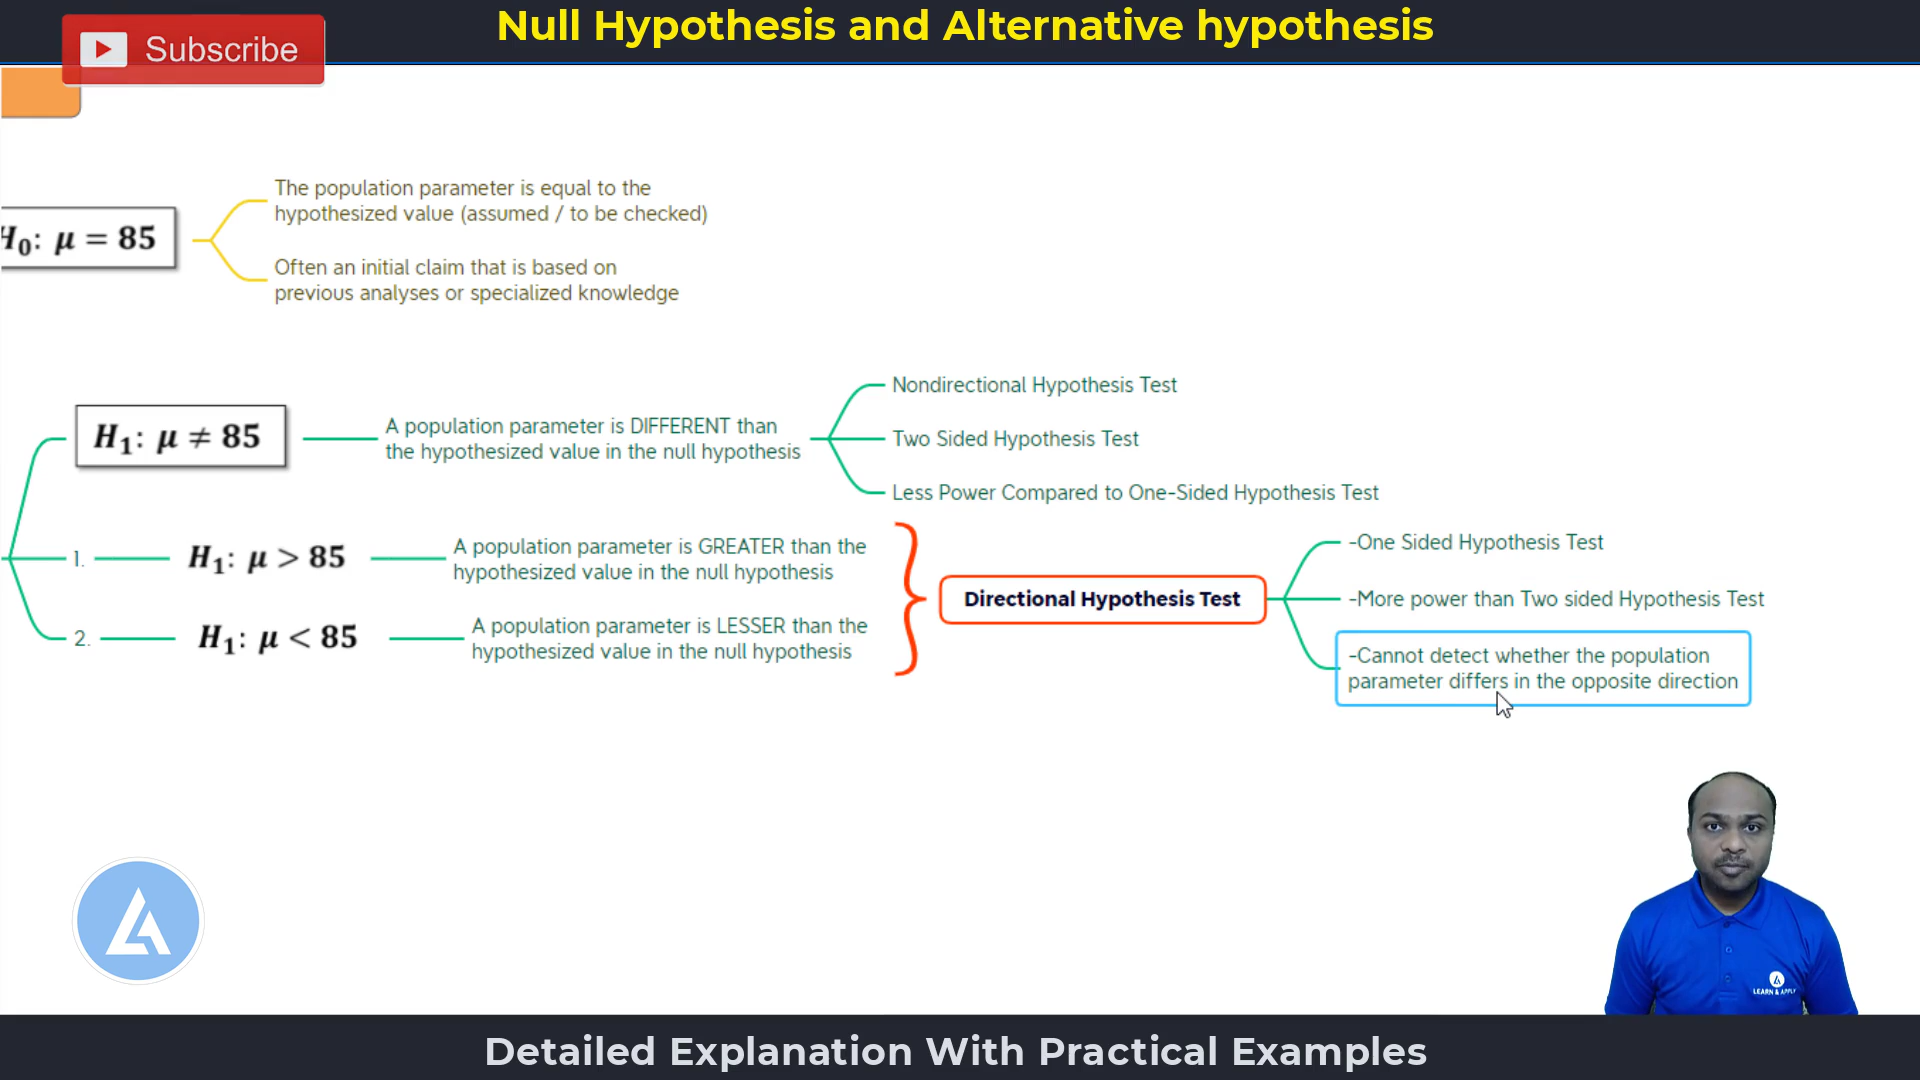 Null Hypothesis and Alternative hypothesis
Subscribe
H₀: μ = 85
The population parameter is equal to the
hypothesized value (assumed / to be checked)
Often an initial claim that is based on
previous analyses or specialized knowledge
H₁: μ ≠ 85
A population parameter is DIFFERENT than
the hypothesized value in the null hypothesis
Nondirectional Hypothesis Test
Two Sided Hypothesis Test
Less Power Compared to One-Sided Hypothesis Test
1.
H₁: μ > 85
A population parameter is GREATER than the
hypothesized value in the null hypothesis
2.
H₁: μ < 85
A population parameter is LESSER than the
hypothesized value in the null hypothesis
Directional Hypothesis Test
-One Sided Hypothesis Test
-More power than Two sided Hypothesis Test
-Cannot detect whether the population
parameter differs in the opposite direction
LEARN & APPLY
Detailed Explanation With Practical Examples